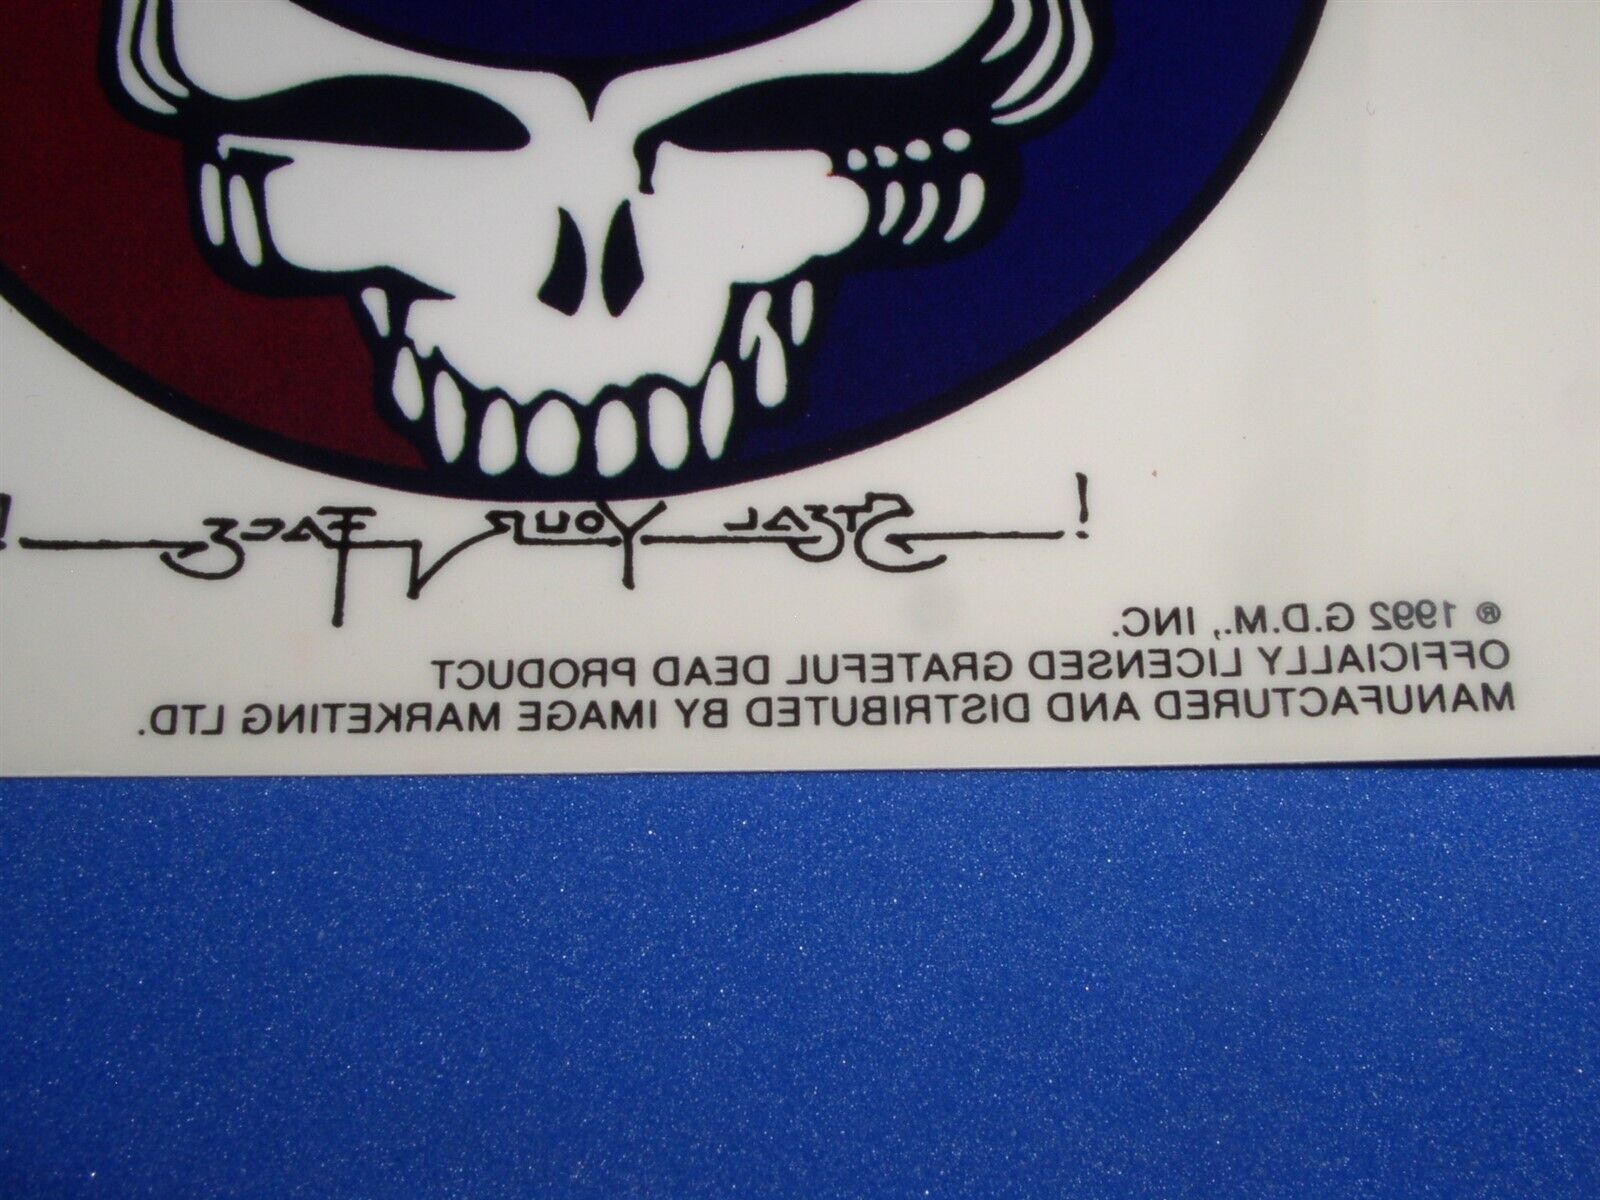 ! Steal Your Face !
® 1992 G.D.M., INC.
OFFICIALLY LICENSED GRATEFUL DEAD PRODUCT
MANUFACTURED AND DISTRIBUTED BY IMAGE MARKETING LTD.